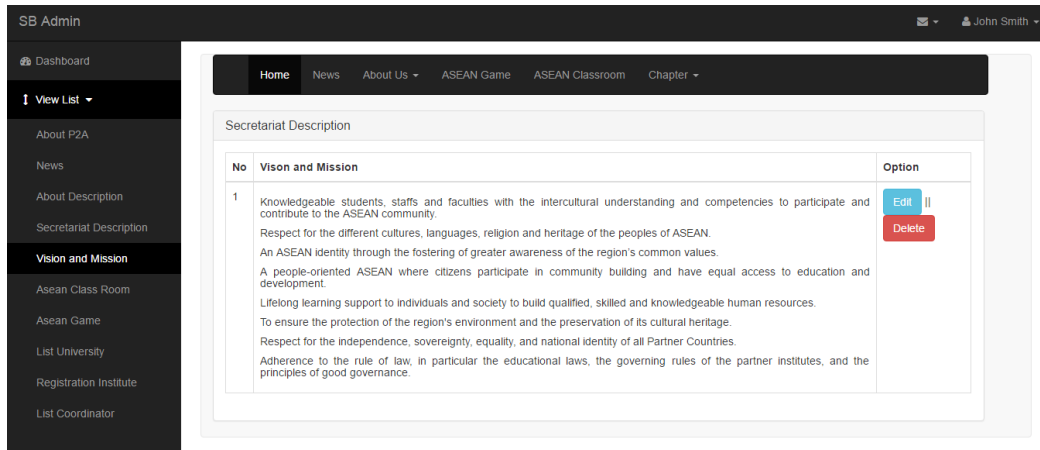 SB Admin
John Smith
Dashboard
View List
About P2A
News
About Description
Secretariat Description
Vision and Mission
Asean Class Room
Asean Game
List University
Registration Institute
List Coordinator
Home News About Us ASEAN Game ASEAN Classroom Chapter
Secretariat Description
No Vison and Mission Option
1
Knowledgeable students, staffs and faculties with the intercultural understanding and competencies to participate and
contribute to the ASEAN community.
Respect for the different cultures, languages, religion and heritage of the peoples of ASEAN.
An ASEAN identity through the fostering of greater awareness of the region's common values.
A people-oriented ASEAN where citizens participate in community building and have equal access to education and
development.
Lifelong learning support to individuals and society to build qualified, skilled and knowledgeable human resources.
To ensure the protection of the region's environment and the preservation of its cultural heritage.
Respect for the independence, sovereignty, equality, and national identity of all Partner Countries.
Adherence to the rule of law, in particular the educational laws, the governing rules of the partner institutes, and the
principles of good governance.
Edit ||
Delete